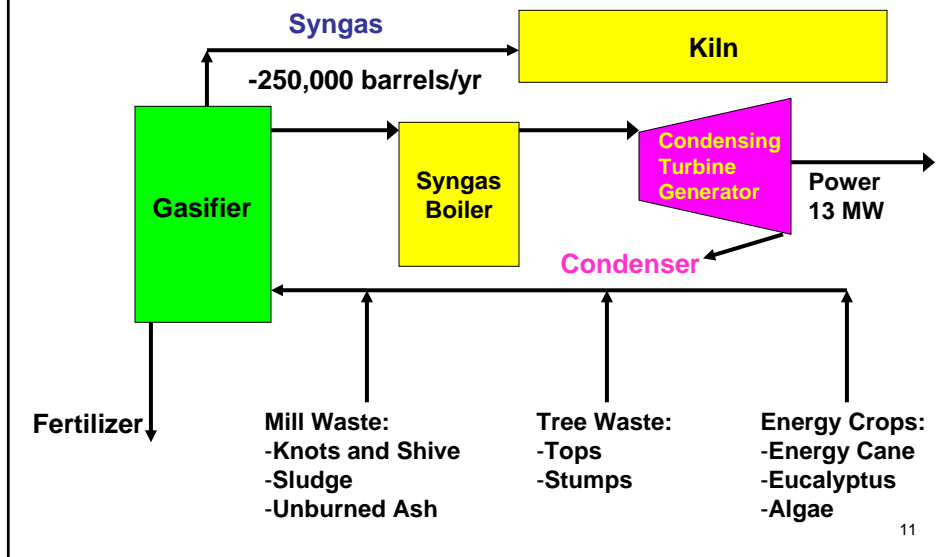 Syngas
Kiln
-250,000 barrels/yr
Gasifier
Syngas
Boiler
Condensing
Turbine
Generator
Power
13 MW
Condenser
Fertilizer
Mill Waste:
-Knots and Shive
-Sludge
-Unburned Ash
Tree Waste:
-Tops
-Stumps
Energy Crops:
-Energy Cane
-Eucalyptus
-Algae
11